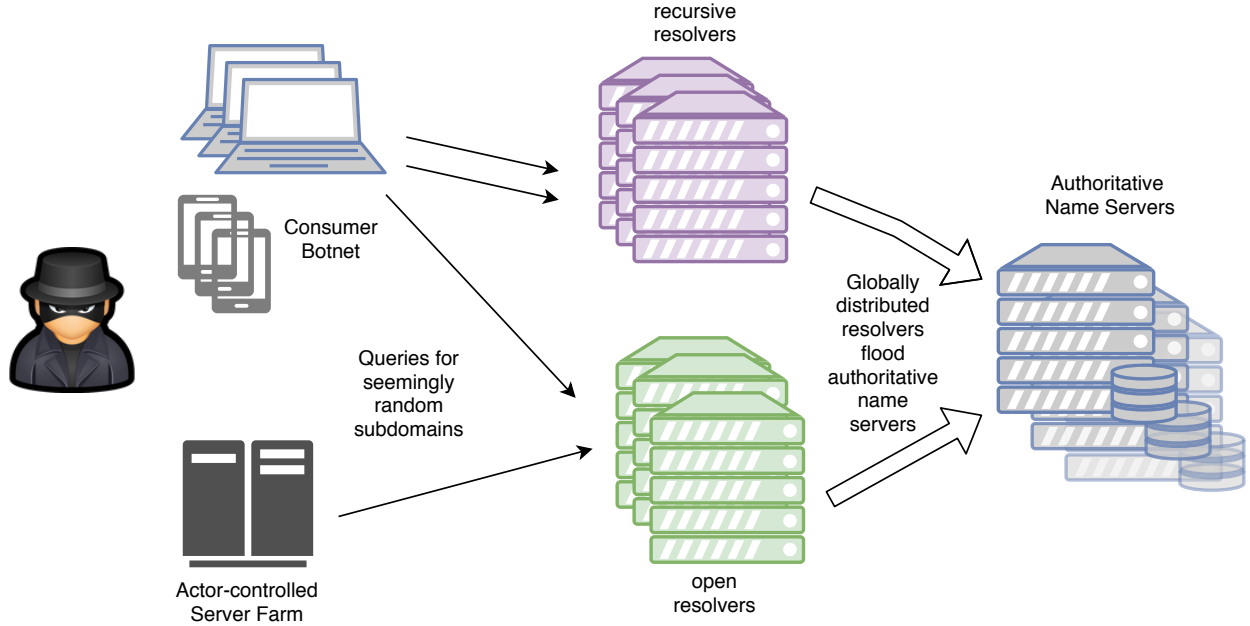 recursive
resolvers
Authoritative
Name Servers
Consumer
Botnet
Globally
distributed
resolvers
flood
authoritative
name
servers
Queries for
seemingly
random
subdomains
open
resolvers
Actor-controlled
Server Farm